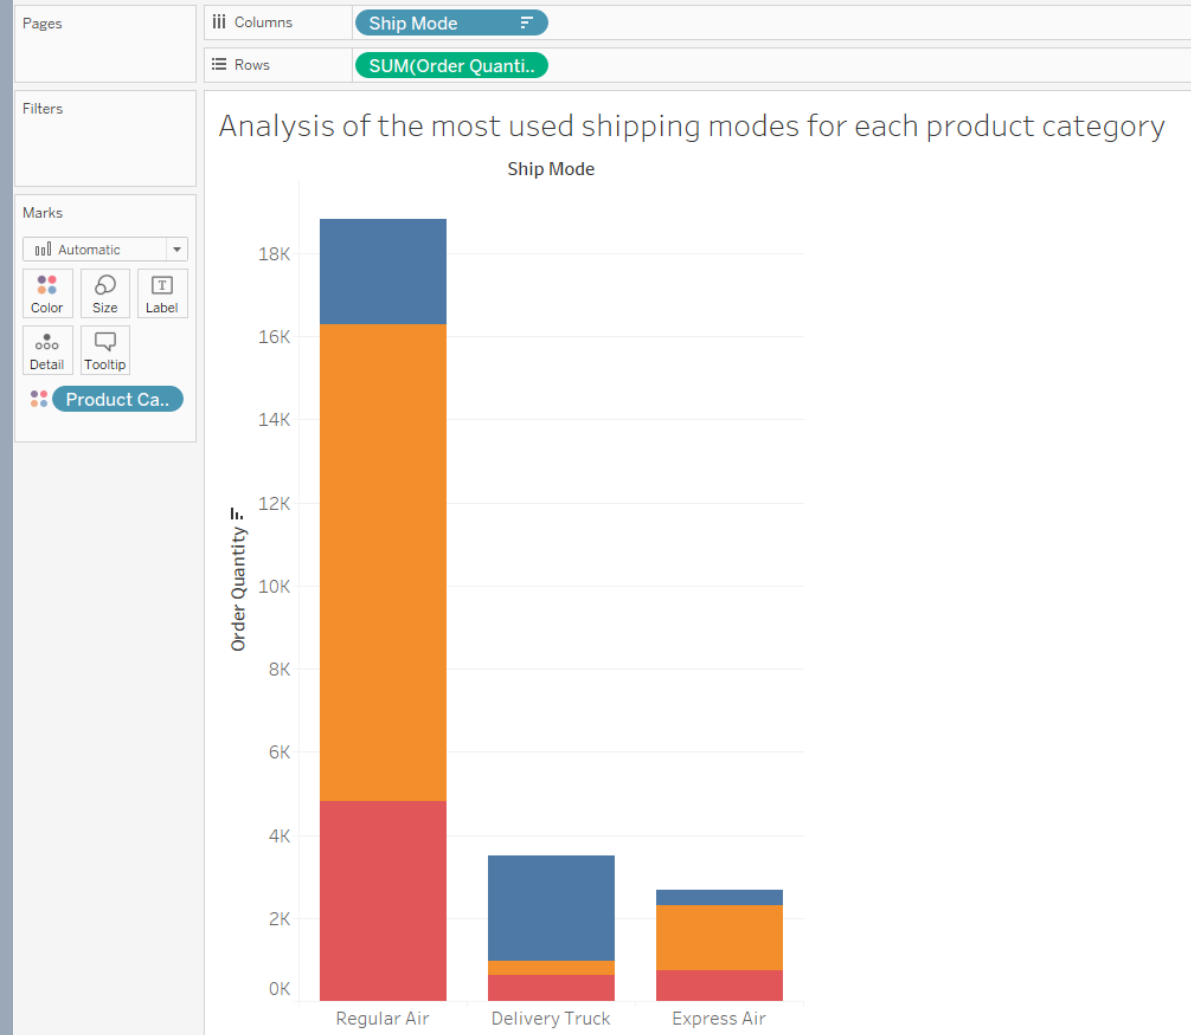 Pages
Columns
Ship Mode
Rows
SUM(Order Quanti..
Filters
Analysis of the most used shipping modes for each product category
Ship Mode
Marks
Automatic
Color
Size
T
Label
Detail
Tooltip
Product Ca..
18K
16K
14K
12K
10K
8K
6K
4K
2K
0K
Order Quantity
Regular Air
Delivery Truck
Express Air